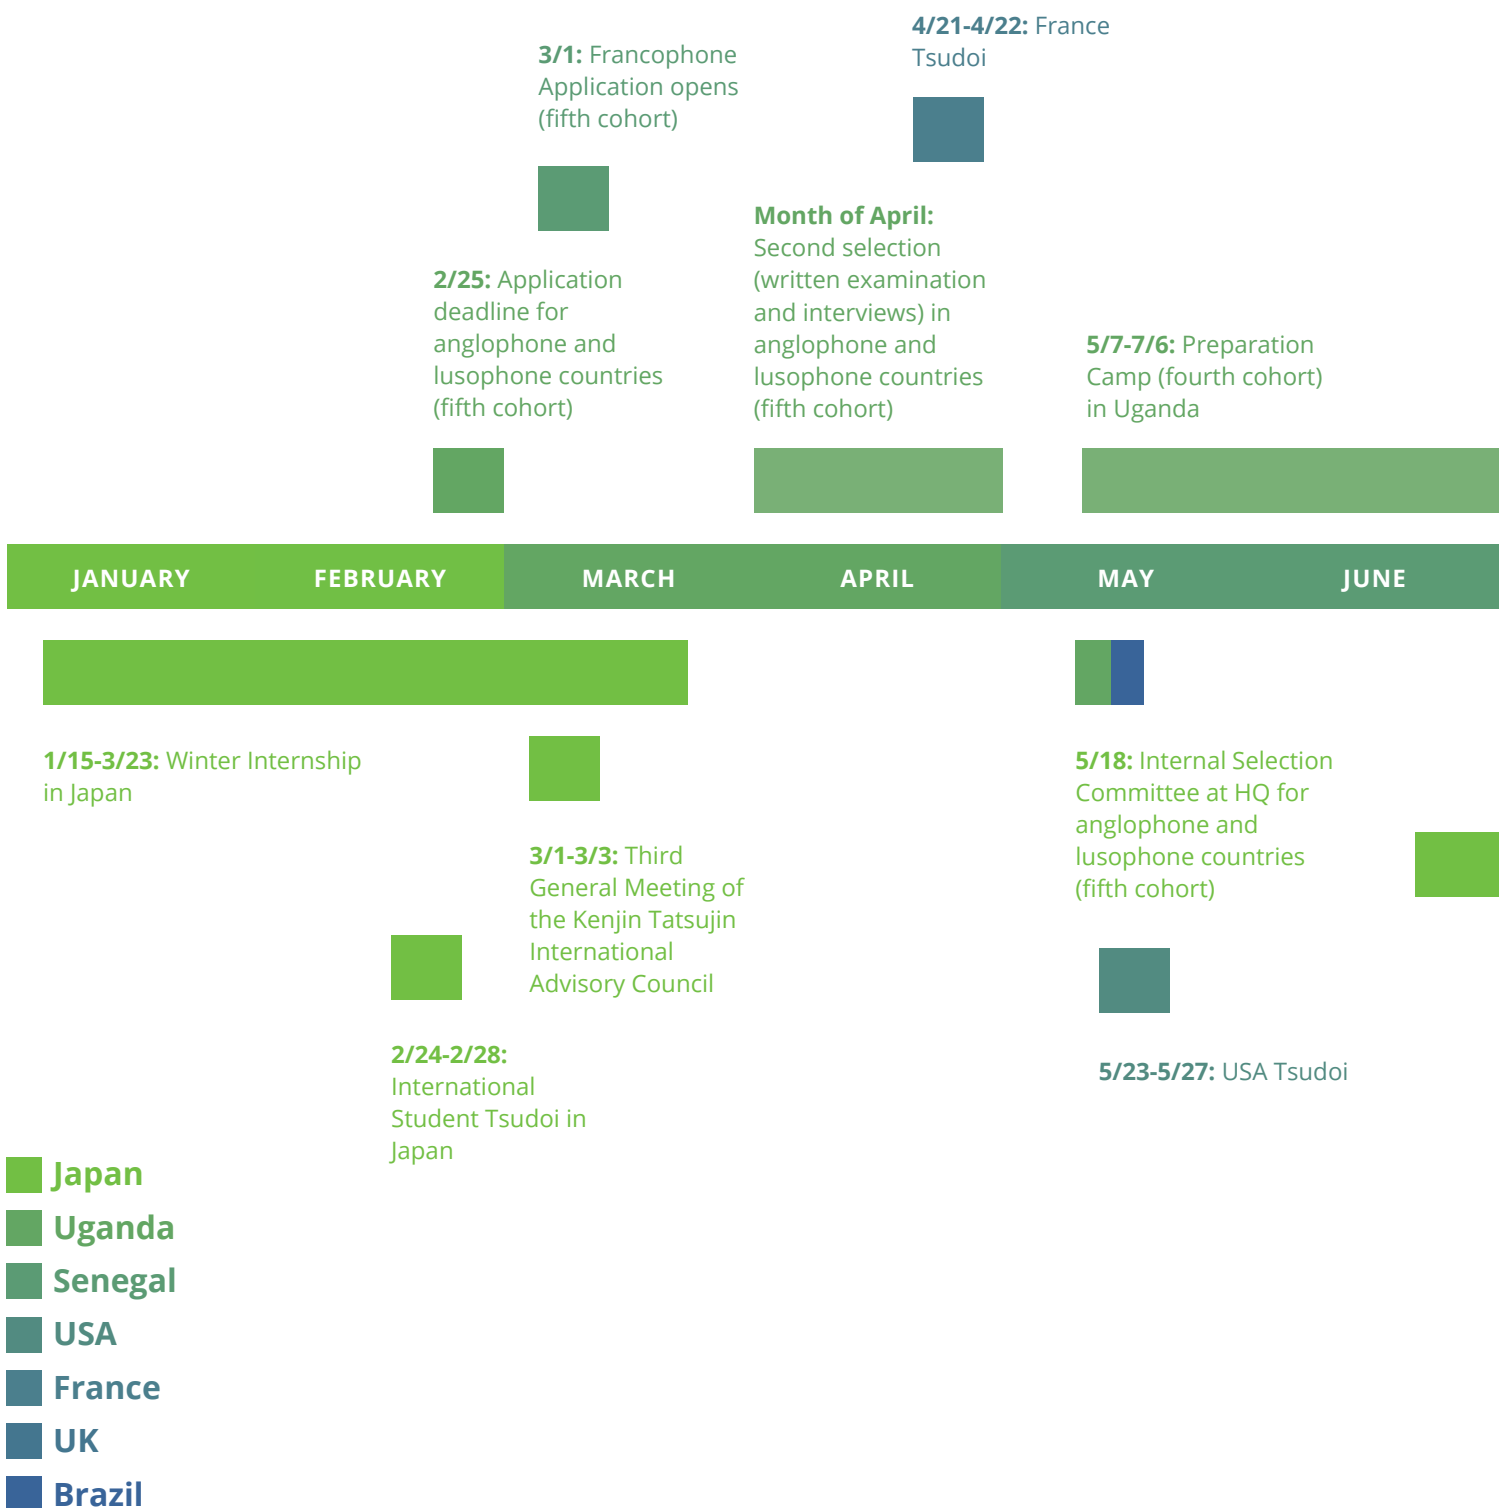 4/21-4/22: France
Tsudoi
3/1: Francophone
Application opens
(fifth cohort)
Month of April:
Second selection
(written examination
and interviews) in
anglophone and
lusophone countries
(fifth cohort)
2/25: Application
deadline for
anglophone and
lusophone countries
(fifth cohort)
5/7-7/6: Preparation
Camp (fourth cohort)
in Uganda
JANUARY FEBRUARY MARCH APRIL MAY JUNE
1/15-3/23: Winter Internship
in Japan
3/1-3/3: Third
General Meeting of
the Kenjin Tatsujin
International
Advisory Council
2/24-2/28:
International
Student Tsudoi in
Japan
5/18: Internal Selection
Committee at HQ for
anglophone and
lusophone countries
(fifth cohort)
5/23-5/27: USA Tsudoi
Japan
Uganda
Senegal
USA
France
UK
Brazil